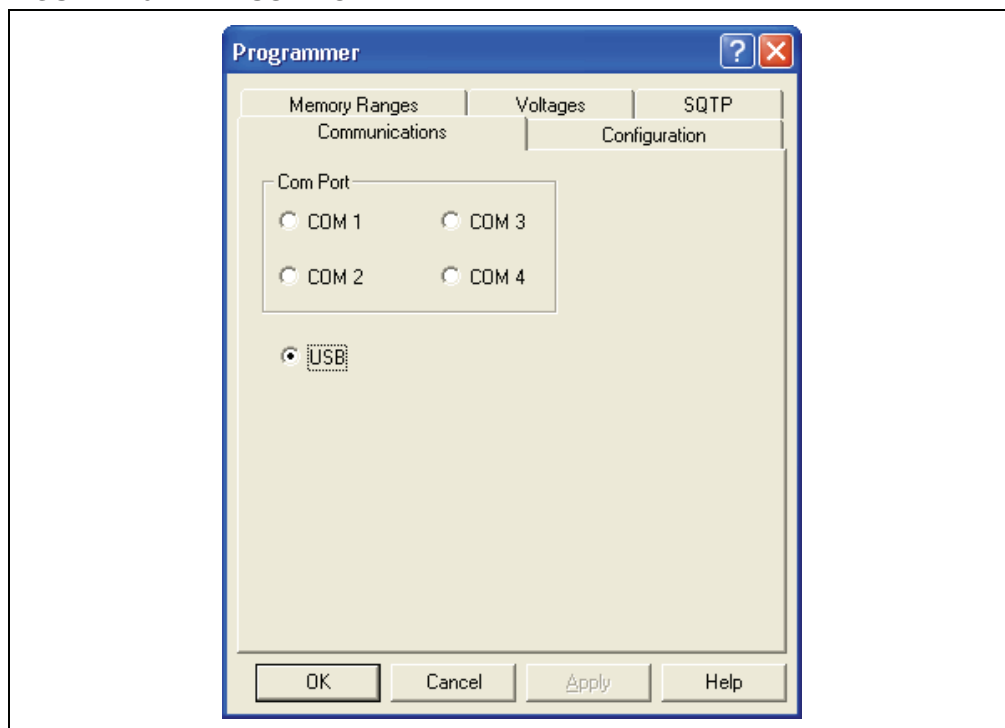 Programmer
Memory Ranges Voltages SQTP
Communications Configuration
Com Port
COM 1 COM 3
COM 2 COM 4
USB
OK Cancel Apply Help